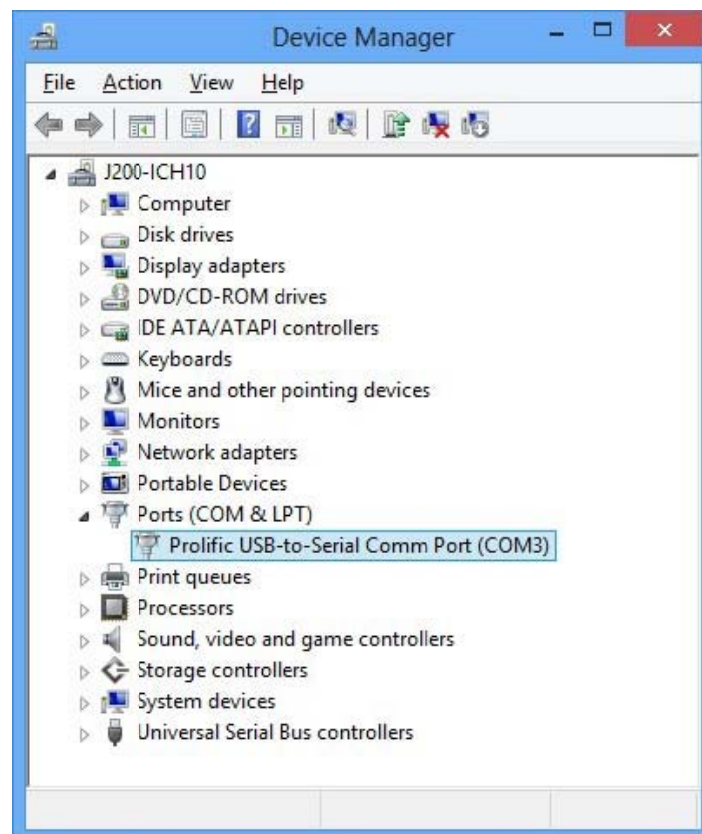 Device Manager
File Action View Help
J200-ICH10
Computer
Disk drives
Display adapters
DVD/CD-ROM drives
IDE ATA/ATAPI controllers
Keyboards
Mice and other pointing devices
Monitors
Network adapters
Portable Devices
Ports (COM & LPT)
Prolific USB-to-Serial Comm Port (COM3)
Print queues
Processors
Sound, video and game controllers
Storage controllers
System devices
Universal Serial Bus controllers